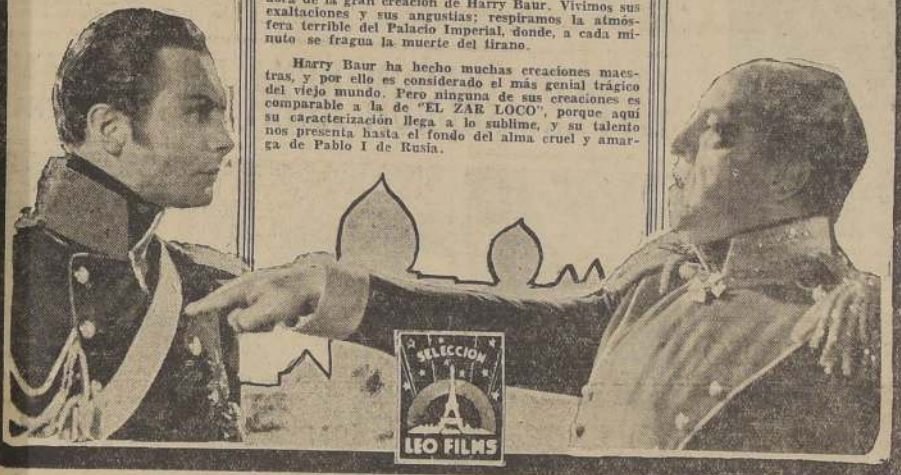 dora de la gran creación de Harry Baur. Vivimos sus
exaltaciones y sus angustias; respiramos la atmós-
fera terrible del Palacio Imperial, donde, a cada mi-
nuto se fragua la muerte del tirano.
Harry Baur ha hecho muchas creaciones maes-
tras, y por ello es considerado el más genial trágico
del viejo mundo. Pero ninguna de sus creaciones es
comparable a la de "EL ZAR LOCO", porque aquí
su caracterización llega a lo sublime, y su talento
nos presenta hasta el fondo del alma cruel y amar-
ga de Pablo I de Rusia.
SELECCIÓN
LEO FILMS